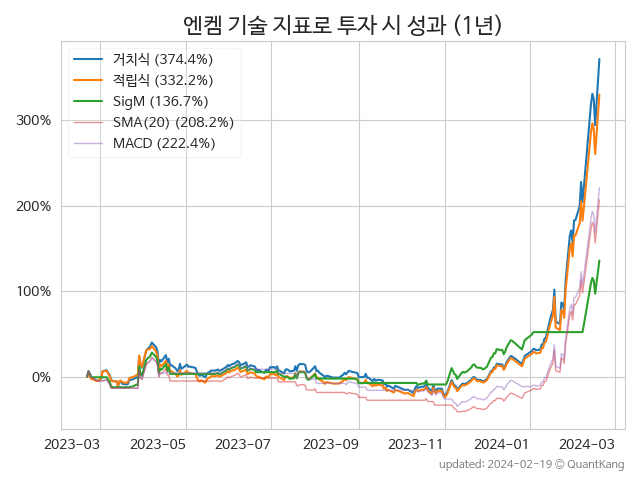 엔켐 기술 지표로 투자 시 성과 (1년)
거치식 (374.4%)
적립식 (332.2%)
SigM (136.7%)
SMA(20) (208.2%)
MACD (222.4%)
300%
200%
100%
0%
2023-03 2023-05 2023-07 2023-09 2023-11 2024-01 2024-03
updated: 2024-02-19 © QuantKang